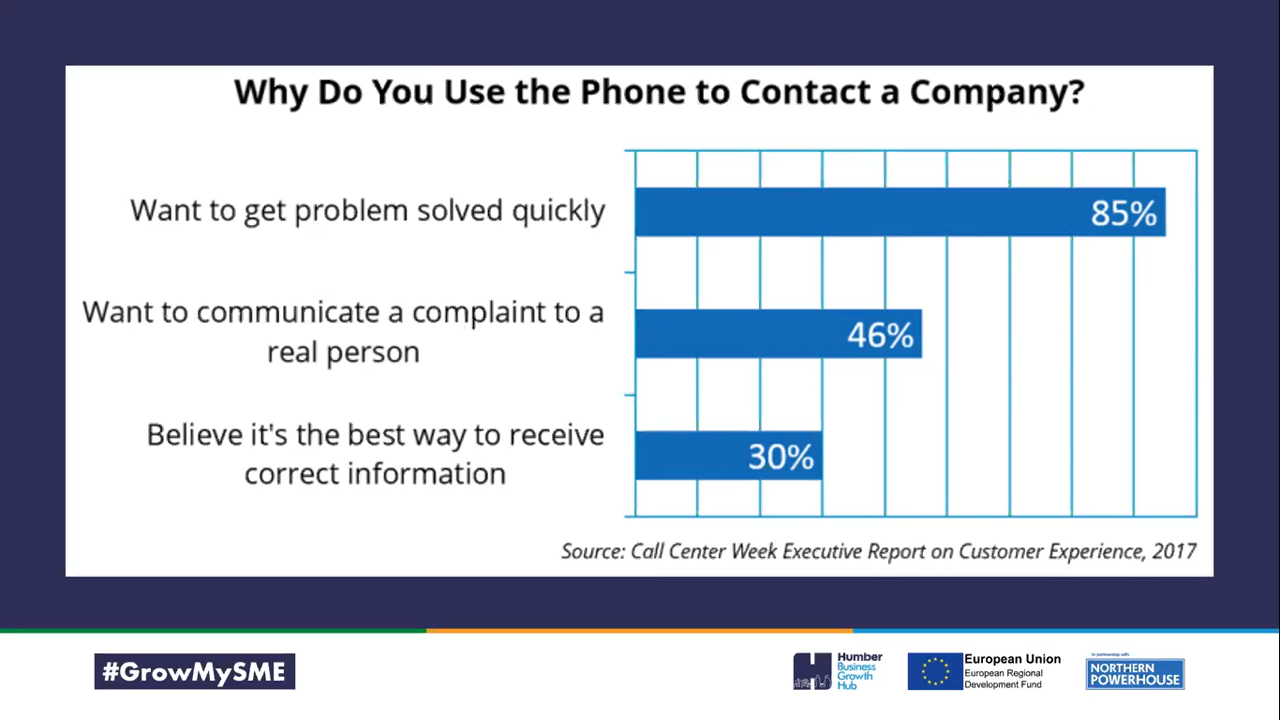 Why Do You Use the Phone to Contact a Company?
Want to get problem solved quickly
85%
Want to communicate a complaint to a
real person
46%
Believe it's the best way to receive
correct information
30%
Source: Call Center Week Executive Report on Customer Experience, 2017
#GrowMySME
Humber
Business
Growth
Hub
European Union
European Regional
Development Fund
In partnership with
NORTHERN
POWERHOUSE